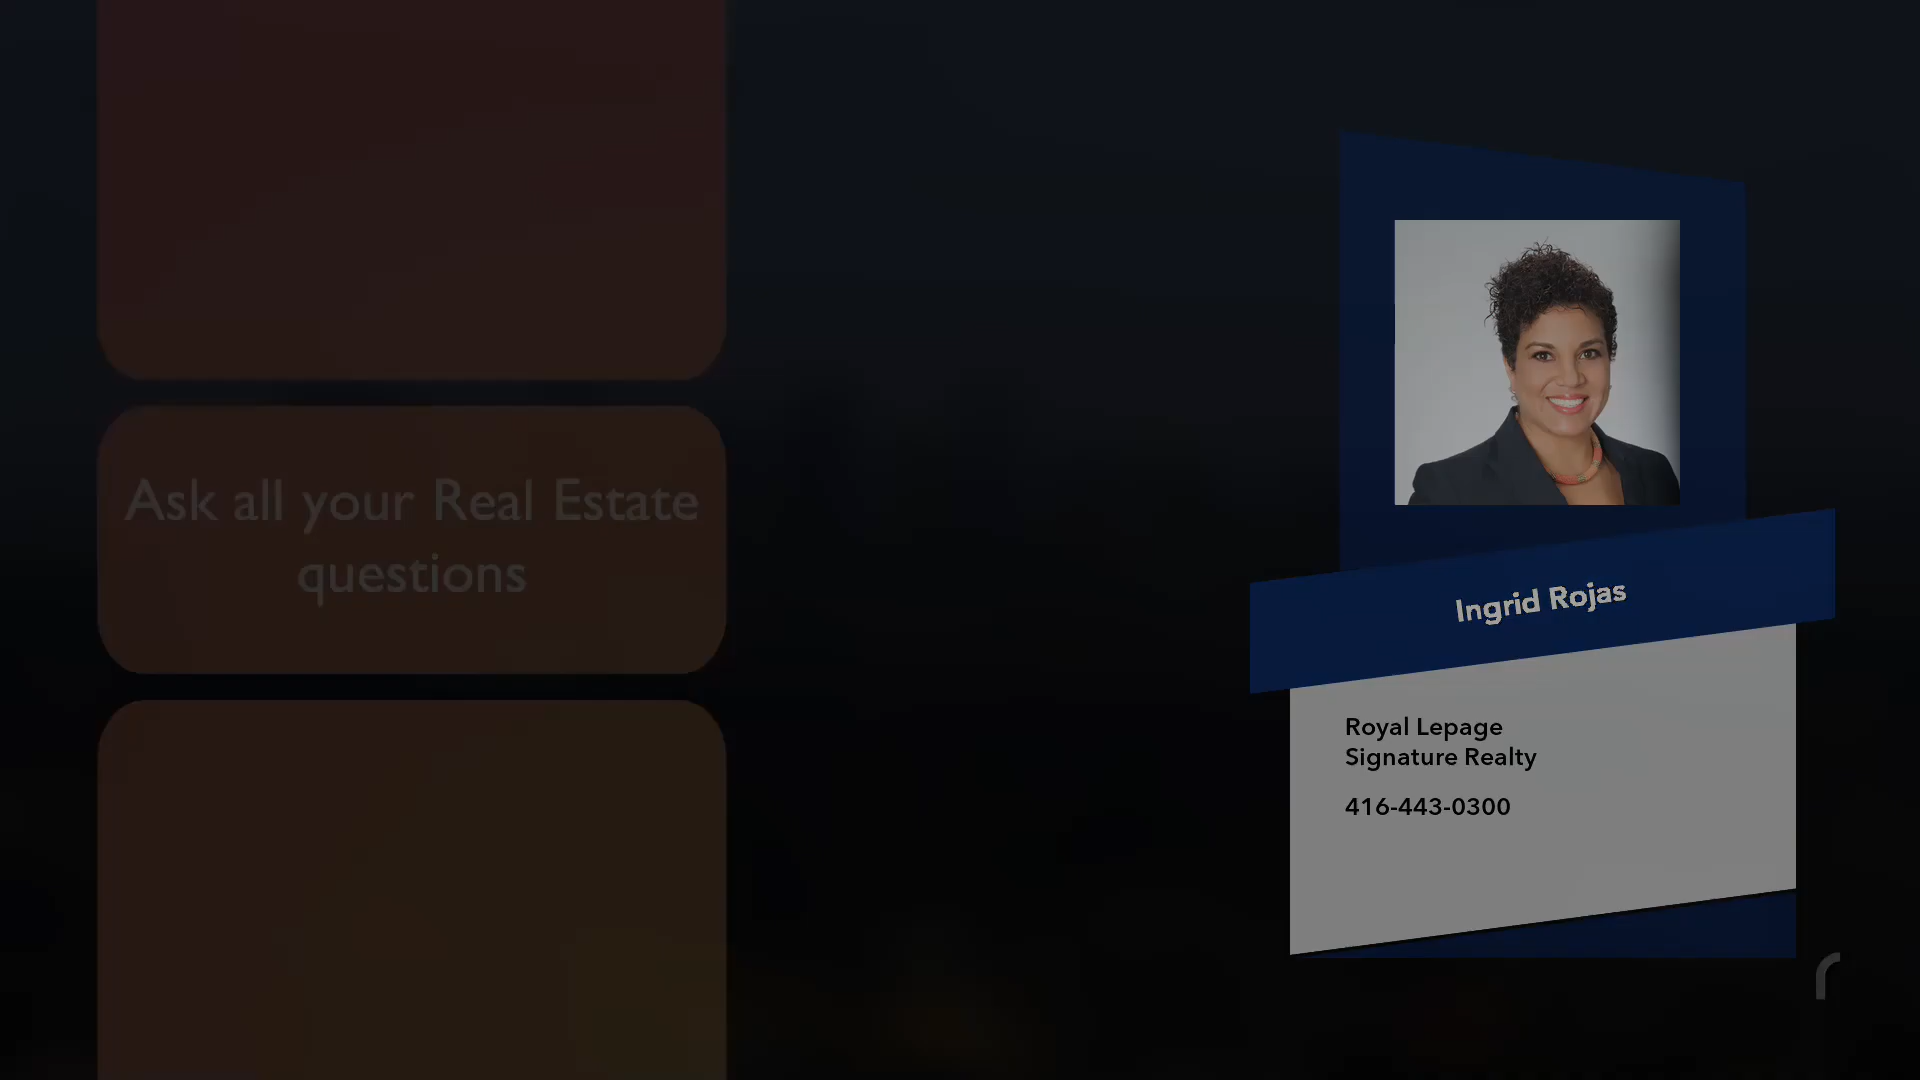 Ask all your Real Estate
questions
Ingrid Rojas
Royal Lepage
Signature Realty
416-443-0300